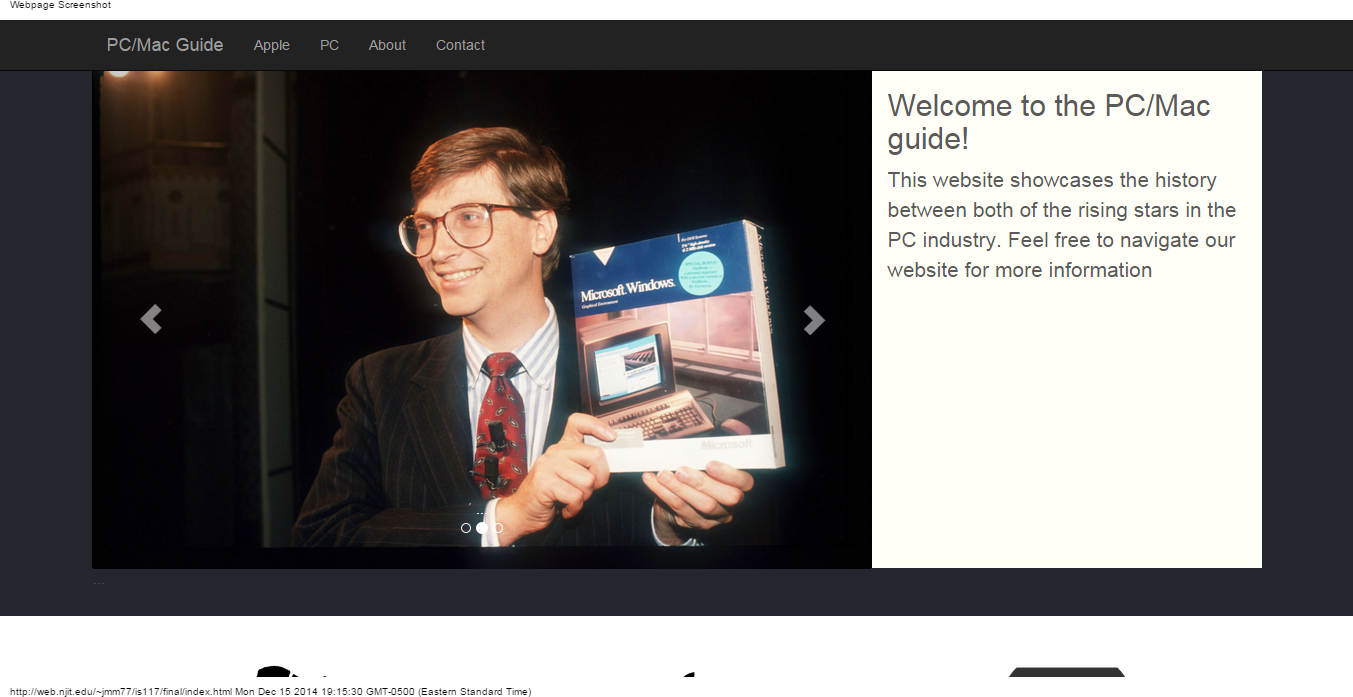 Webpage Screenshot
PC/Mac Guide Apple PC About Contact
Welcome to the PC/Mac
guide!
This website showcases the history
between both of the rising stars in the
PC industry. Feel free to navigate our
website for more information
Microsoft Windows.
Microsoft
...
...
http://web.njit.edu/~jmm77/is117/final/index.html Mon Dec 15 2014 19:15:30 GMT-0500 (Eastern Standard Time)